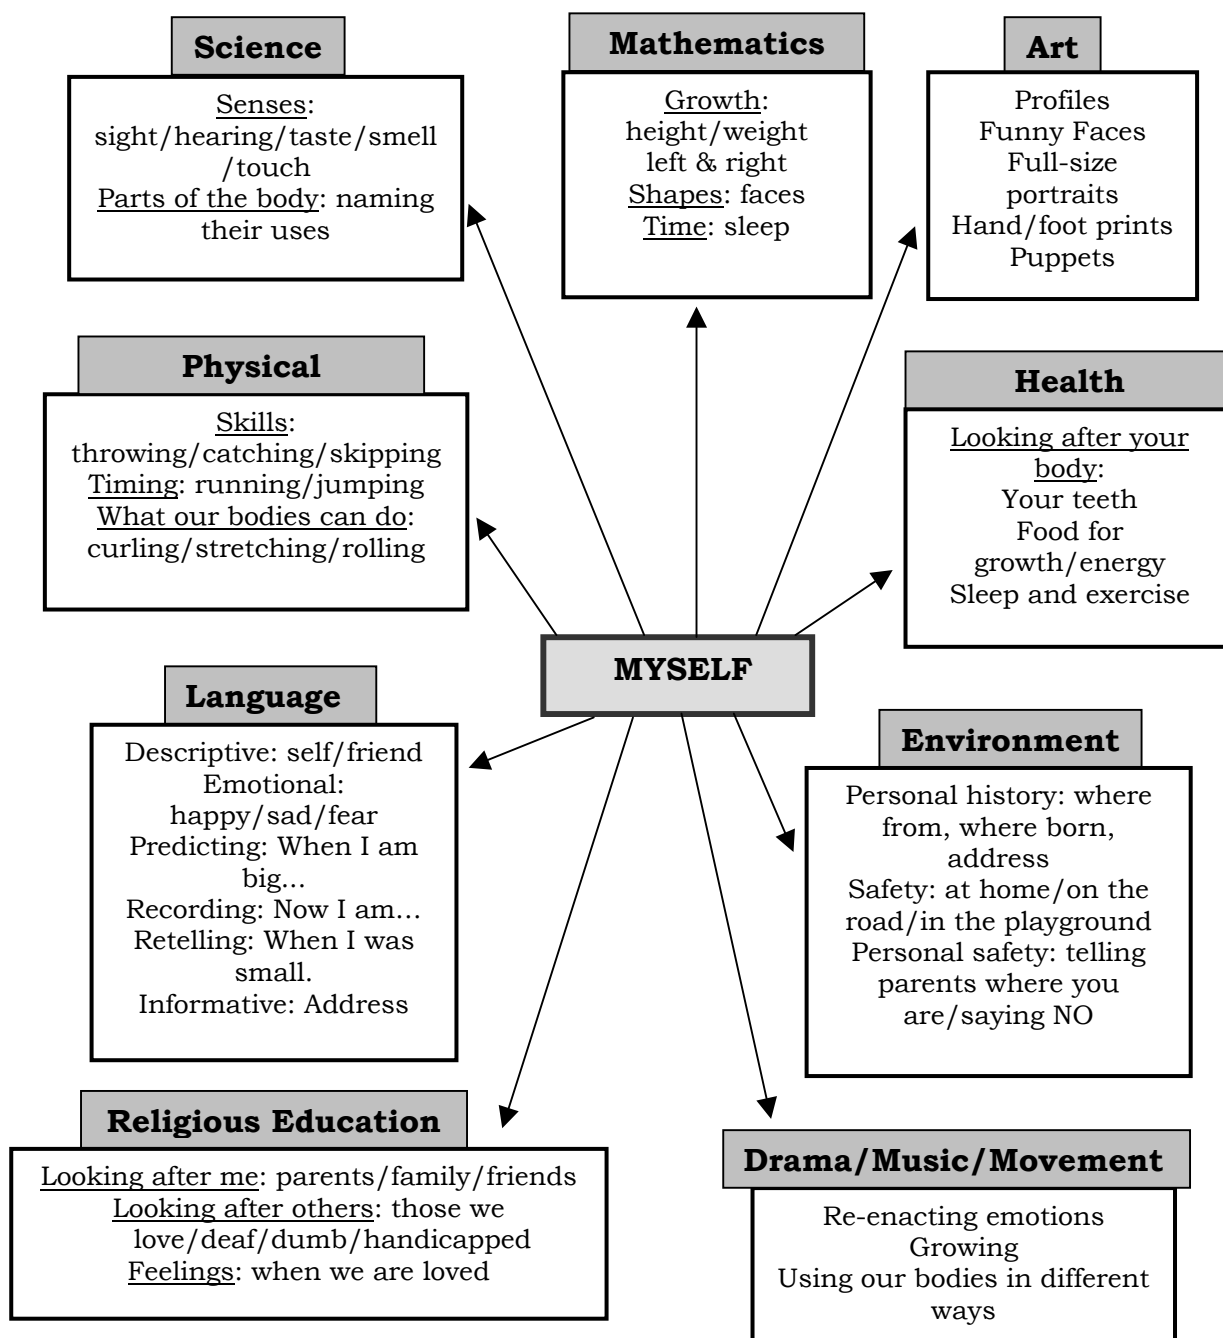 Science
Senses:
sight/hearing/taste/smell
/touch
Parts of the body: naming
their uses
Mathematics
Growth:
height/weight
left & right
Shapes: faces
Time: sleep
Art
Profiles
Funny Faces
Full-size
portraits
Hand/foot prints
Puppets
Physical
Skills:
throwing/catching/skipping
Timing: running/jumping
What our bodies can do:
curling/stretching/rolling
Health
Looking after your
body:
Your teeth
Food for
growth/energy
Sleep and exercise
MYSELF
Language
Descriptive: self/friend
Emotional:
happy/sad/fear
Predicting: When I am
big…
Recording: Now I am…
Retelling: When I was
small.
Informative: Address
Environment
Personal history: where
from, where born,
address
Safety: at home/on the
road/in the playground
Personal safety: telling
parents where you
are/saying NO
Religious Education
Looking after me: parents/family/friends
Looking after others: those we
love/deaf/dumb/handicapped
Feelings: when we are loved
Drama/Music/Movement
Re-enacting emotions
Growing
Using our bodies in different
ways